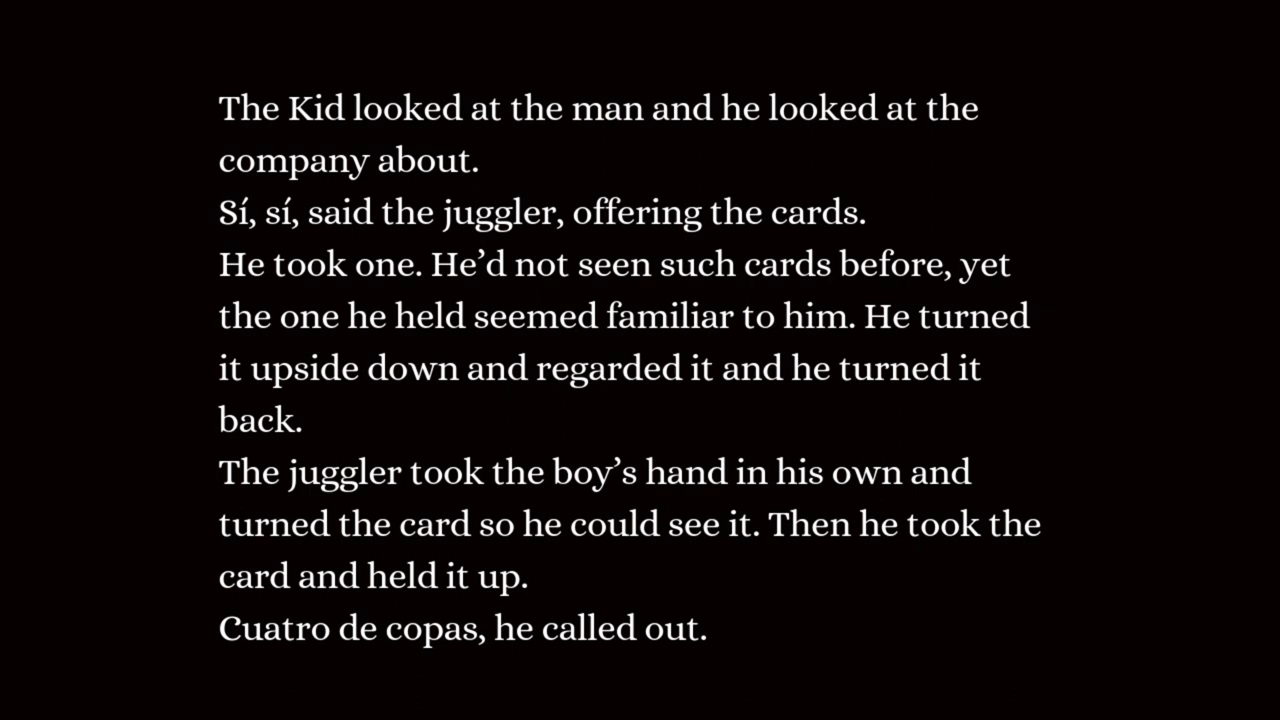 The Kid looked at the man and he looked at the
company about.
Sí, sí, said the juggler, offering the cards.
He took one. He’d not seen such cards before, yet
the one he held seemed familiar to him. He turned
it upside down and regarded it and he turned it
back.
The juggler took the boy’s hand in his own and
turned the card so he could see it. Then he took the
card and held it up.
Cuatro de copas, he called out.